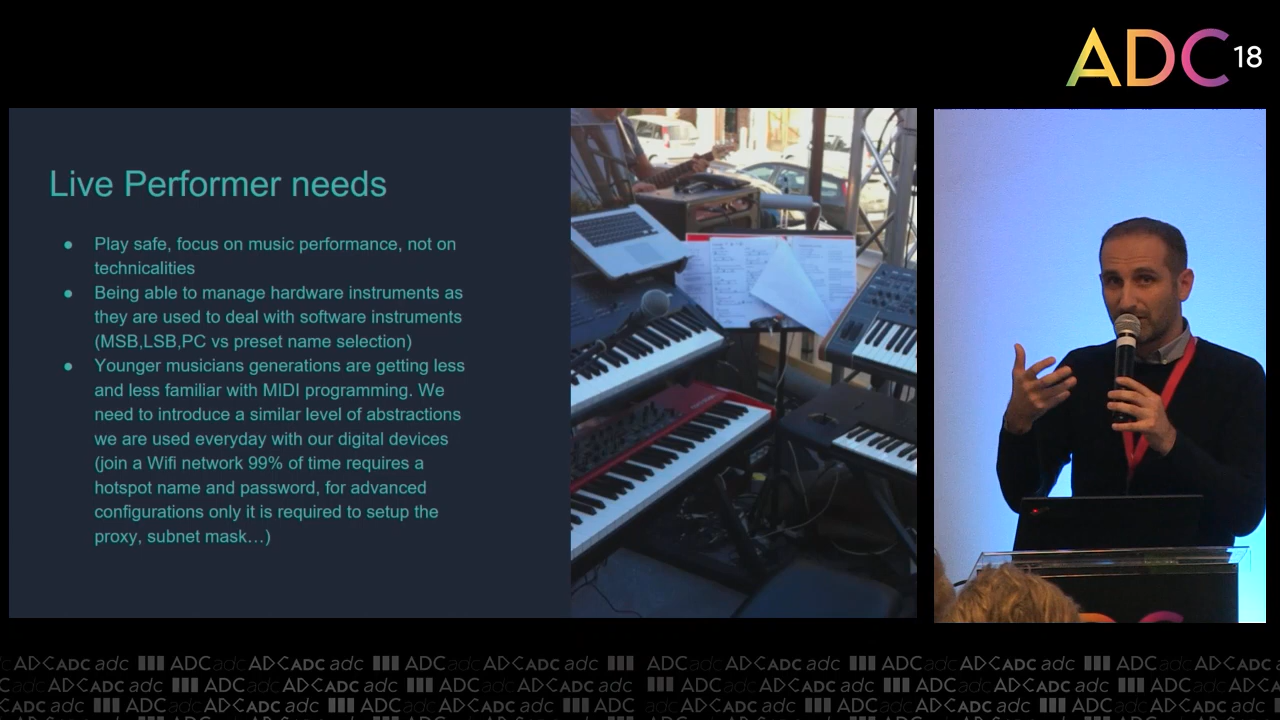 ADC18
Live Performer needs
● Play safe, focus on music performance, not on
technicalities
● Being able to manage hardware instruments as
they are used to deal with software instruments
(MSB,LSB,PC vs preset name selection)
● Younger musicians generations are getting less
and less familiar with MIDI programming. We
need to introduce a similar level of abstractions
we are used everyday with our digital devices
(join a Wifi network 99% of time requires a
hotspot name and password, for advanced
configurations only it is required to setup the
proxy, subnet mask…)